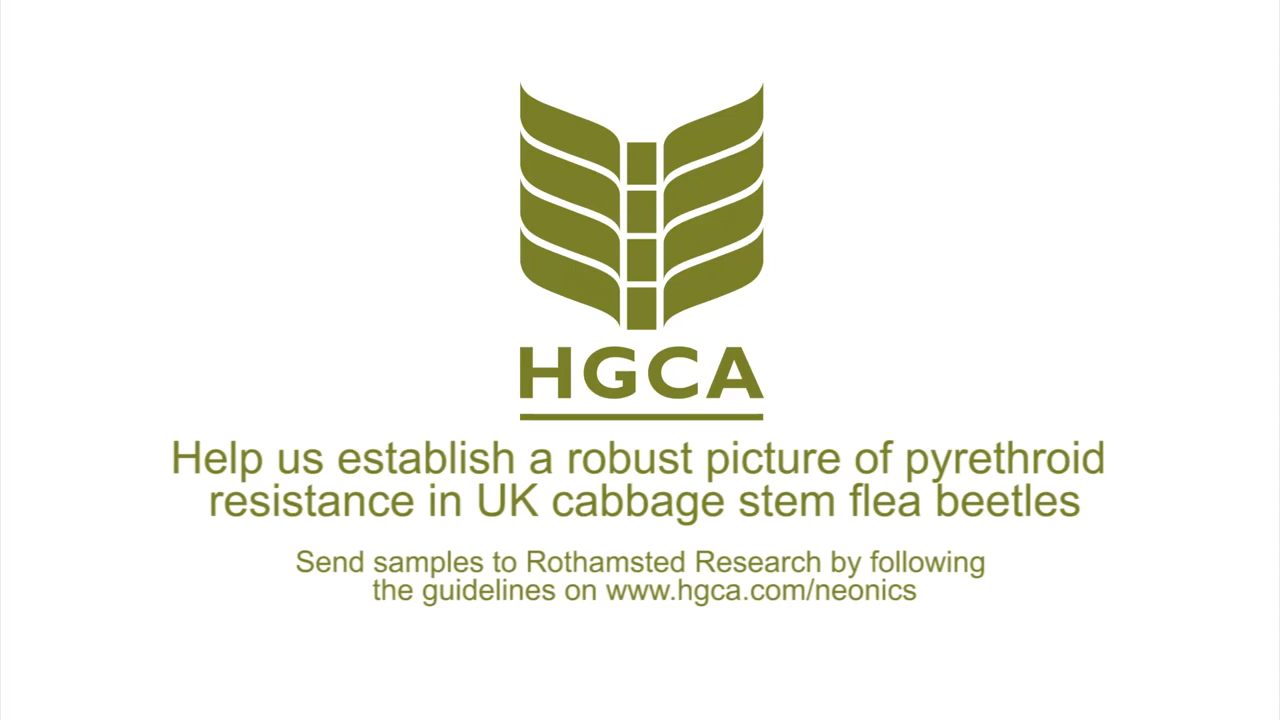 HGCA
Help us establish a robust picture of pyrethroid
resistance in UK cabbage stem flea beetles
Send samples to Rothamsted Research by following
the guidelines on www.hgca.com/neonics